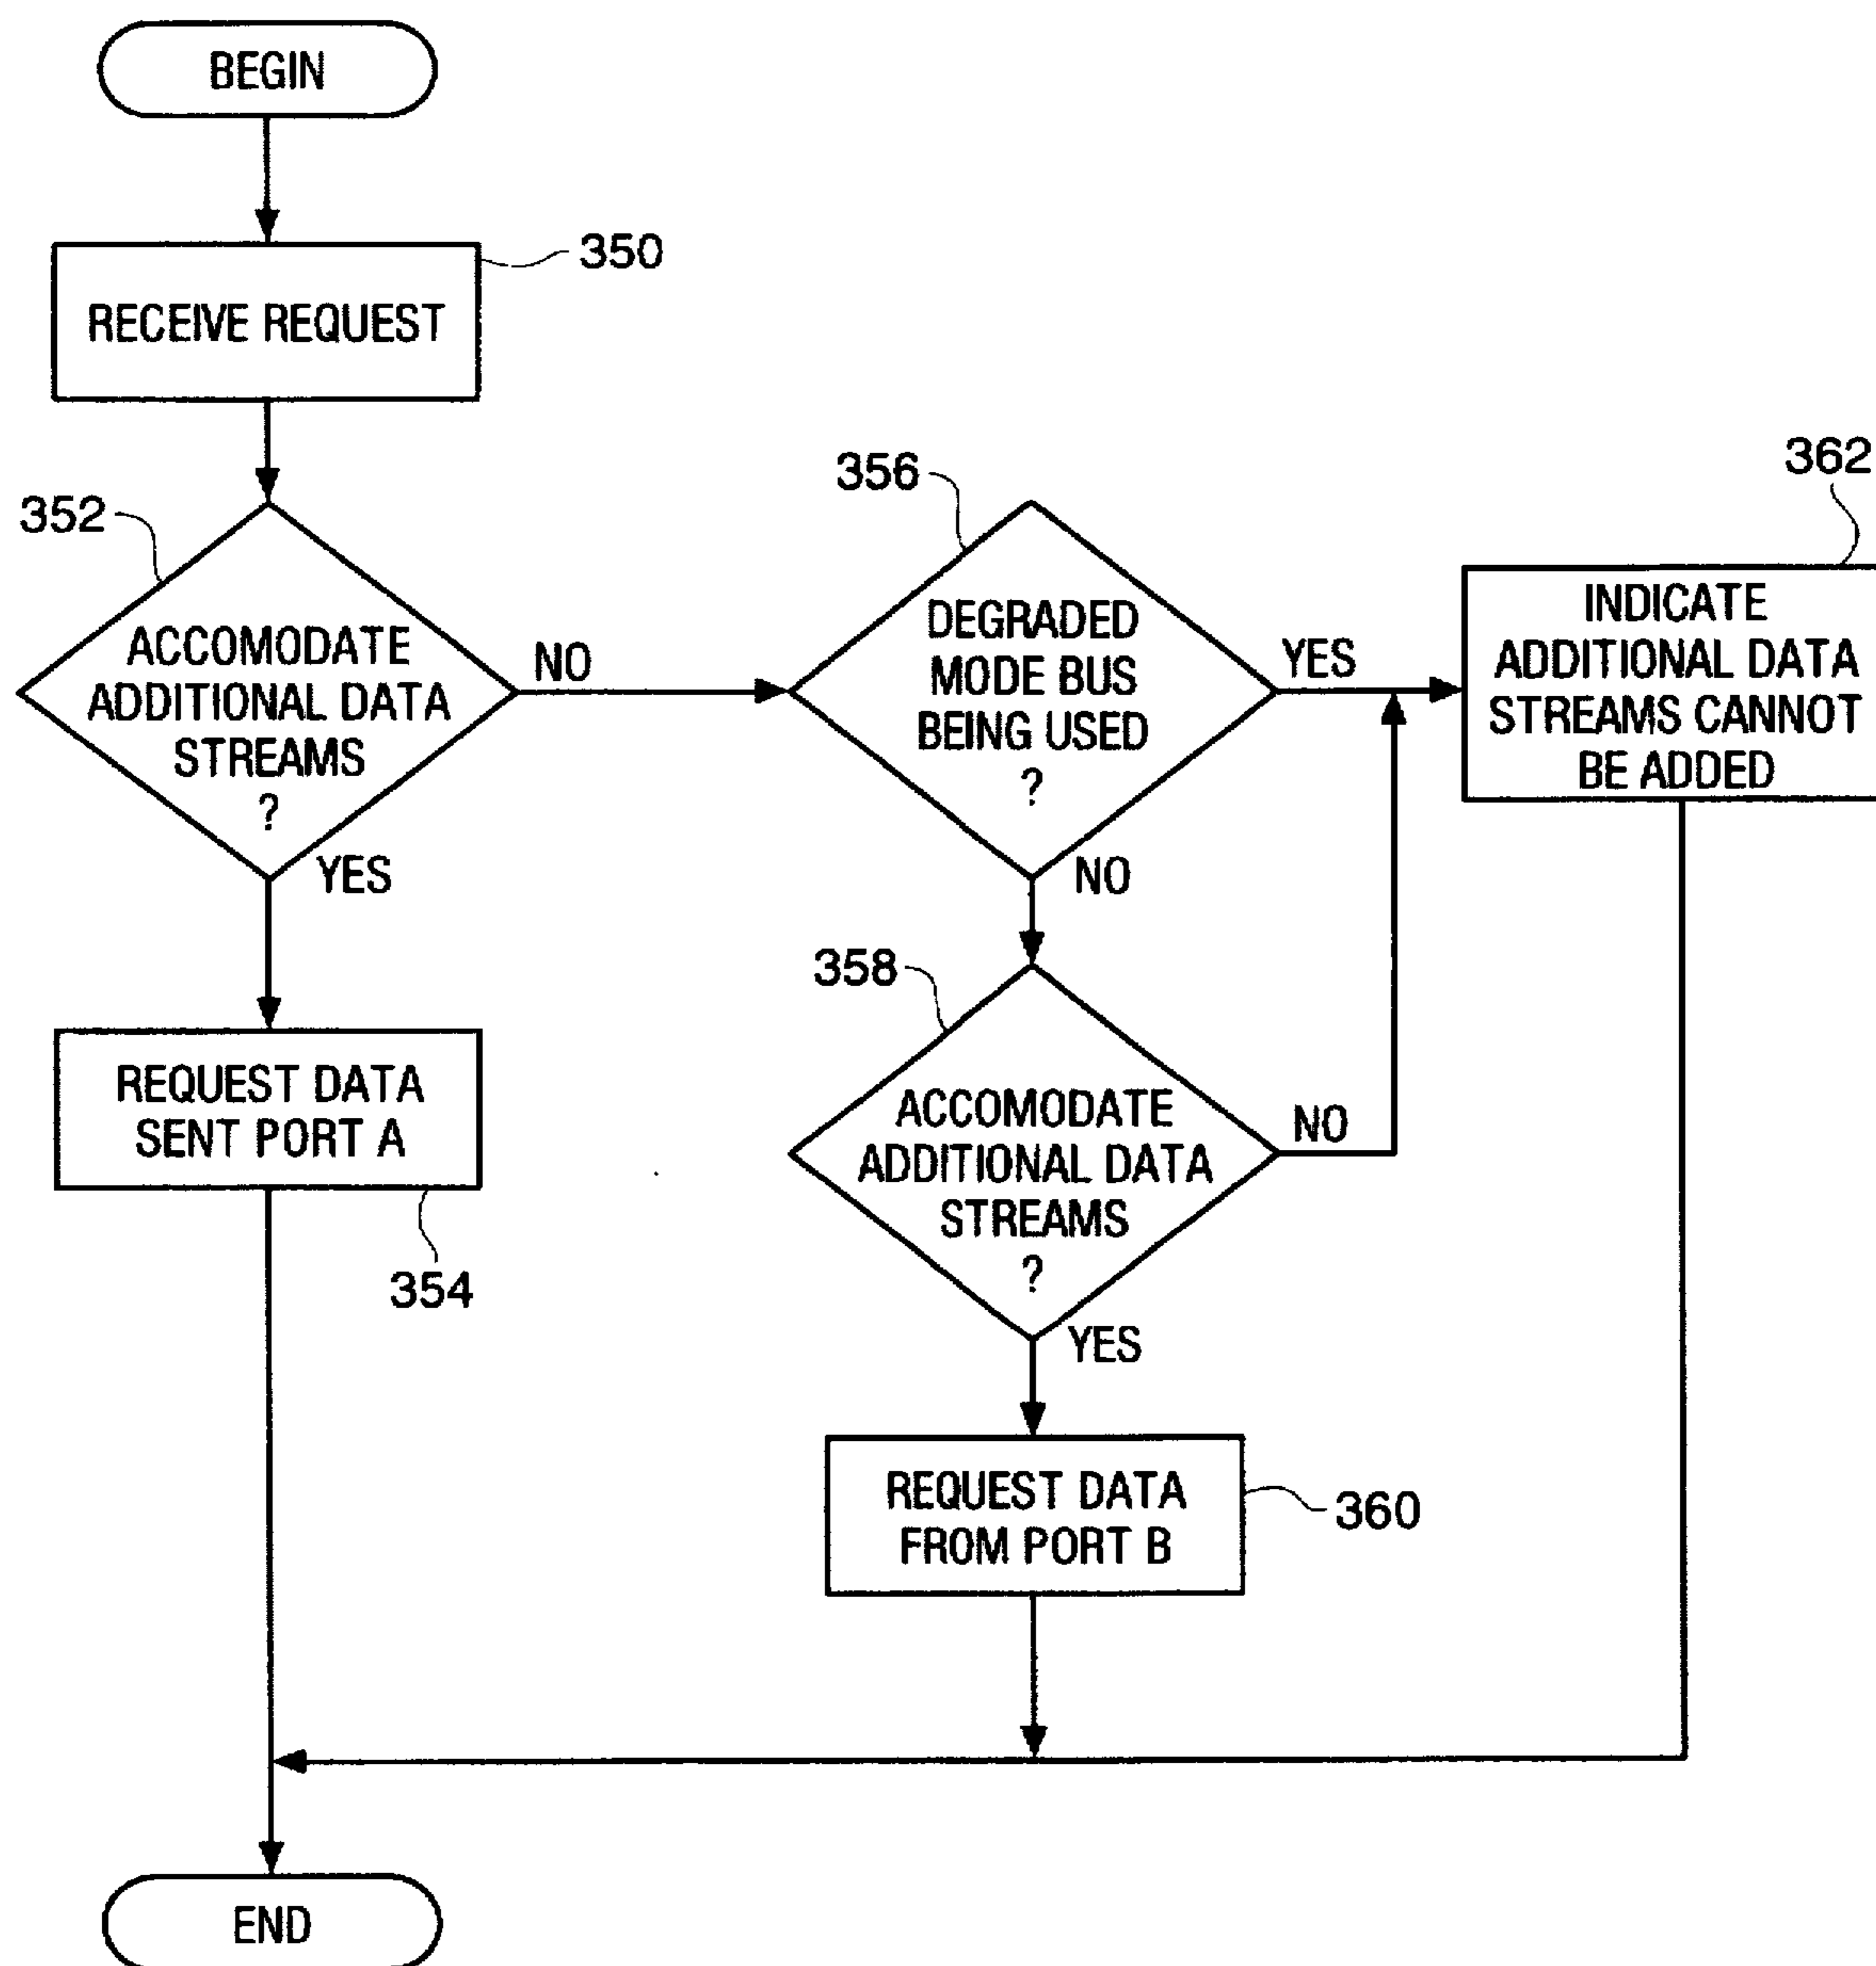 BEGIN
350
RECEIVE REQUEST
352
ACCOMODATE
ADDITIONAL DATA
STREAMS
?
NO
YES
356
DEGRADED
MODE BUS
BEING USED
?
YES
NO
362
INDICATE
ADDITIONAL DATA
STREAMS CANNOT
BE ADDED
358
ACCOMODATE
ADDITIONAL DATA
STREAMS
?
NO
YES
REQUEST DATA
SENT PORT A
354
REQUEST DATA
FROM PORT B
360
END